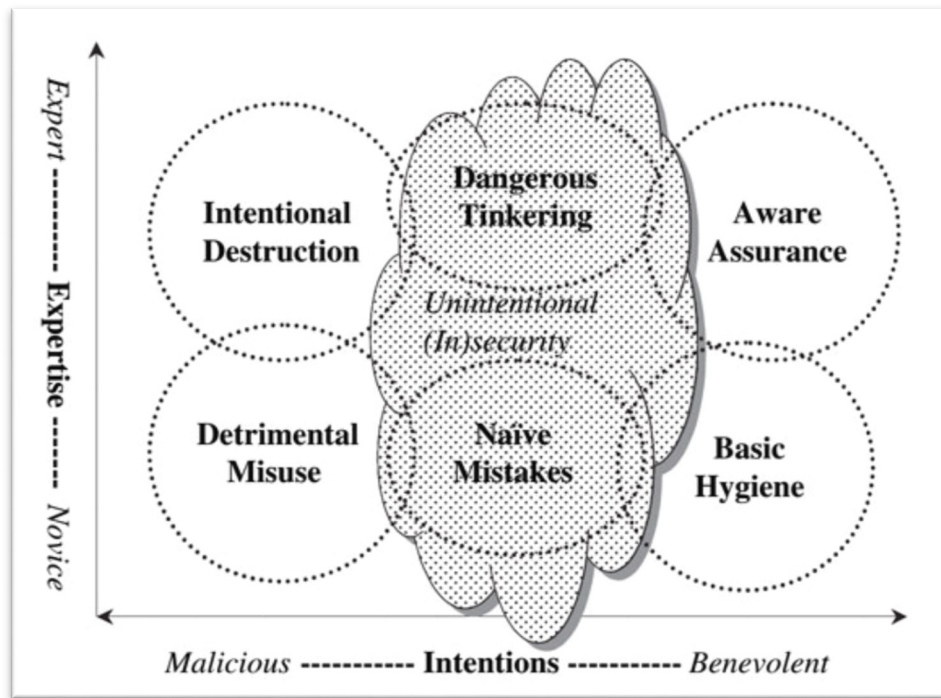 Expert ---------- Expertise ------- Novice
Intentional
Destruction
Dangerous
Tinkering
Aware
Assurance
Unintentional
(In)security
Detrimental
Misuse
Naïve
Mistakes
Basic
Hygiene
Malicious ---------- Intentions ---------- Benevolent